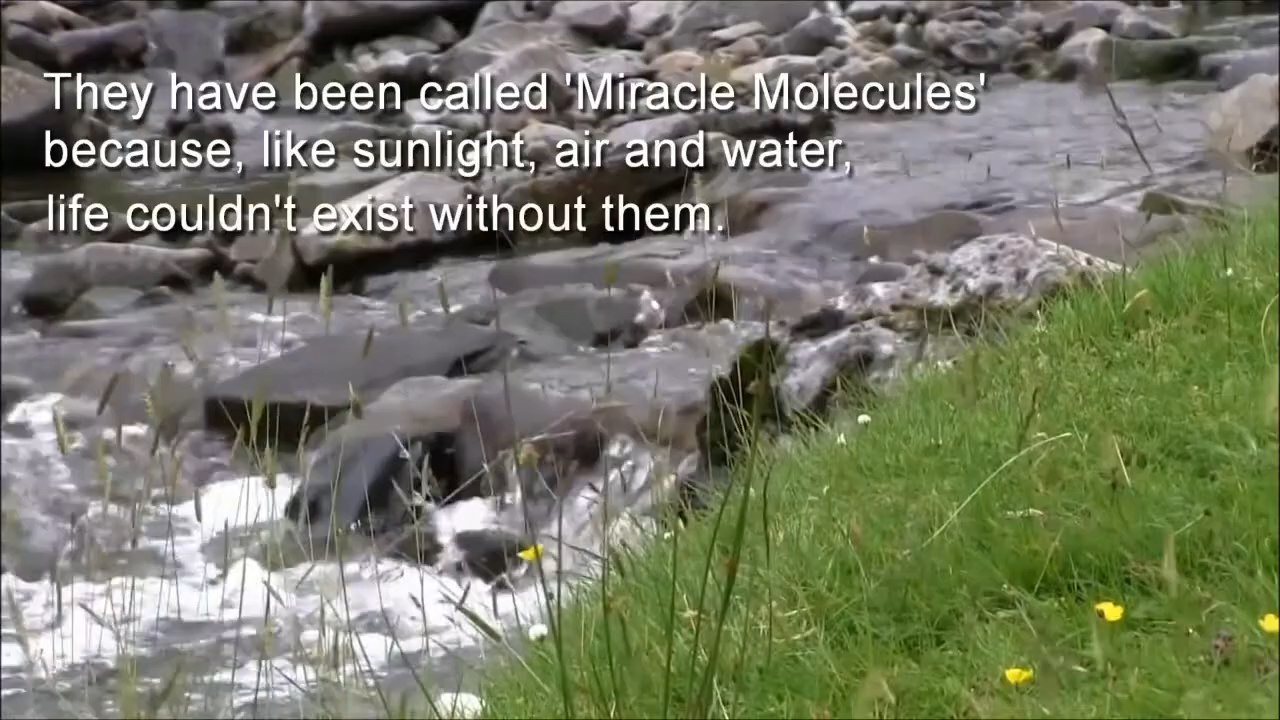 They have been called 'Miracle Molecules'
because, like sunlight, air and water,
life couldn't exist without them.